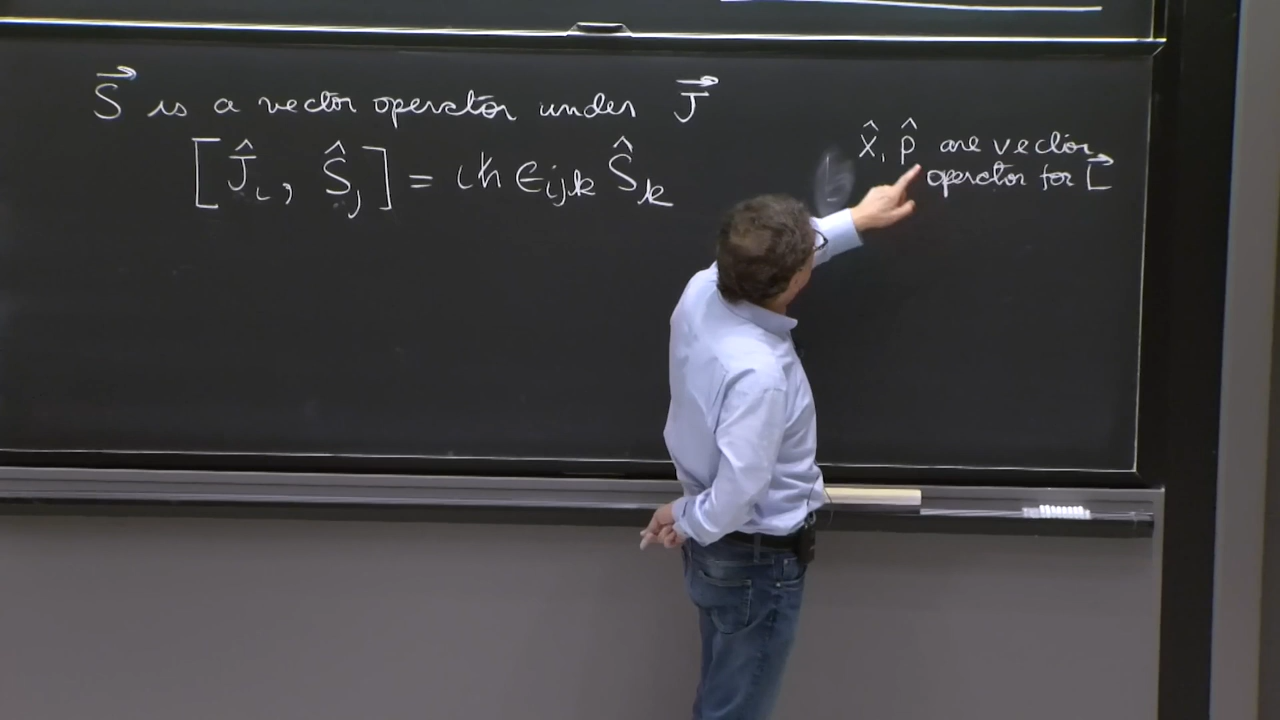 S⃗ is a vector operator under J⃗
[Ĵᵢ, Ŝⱼ] = iħ ϵᵢⱼₖ Ŝₖ
x̂, p̂ are vector
operator for L⃗